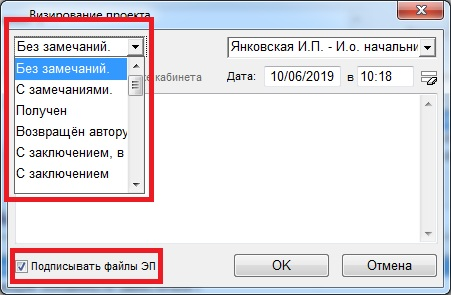 Визирование проекта
Без замечаний.
Янковская И.П. - И.о. начальни
Без замечаний.
кабинета
Дата: 10/06/2019 в 10:18
С замечаниями.
Получен
Возвращён автору
С заключением, в
С заключением
Подписывать файлы ЭП
OK
Отмена